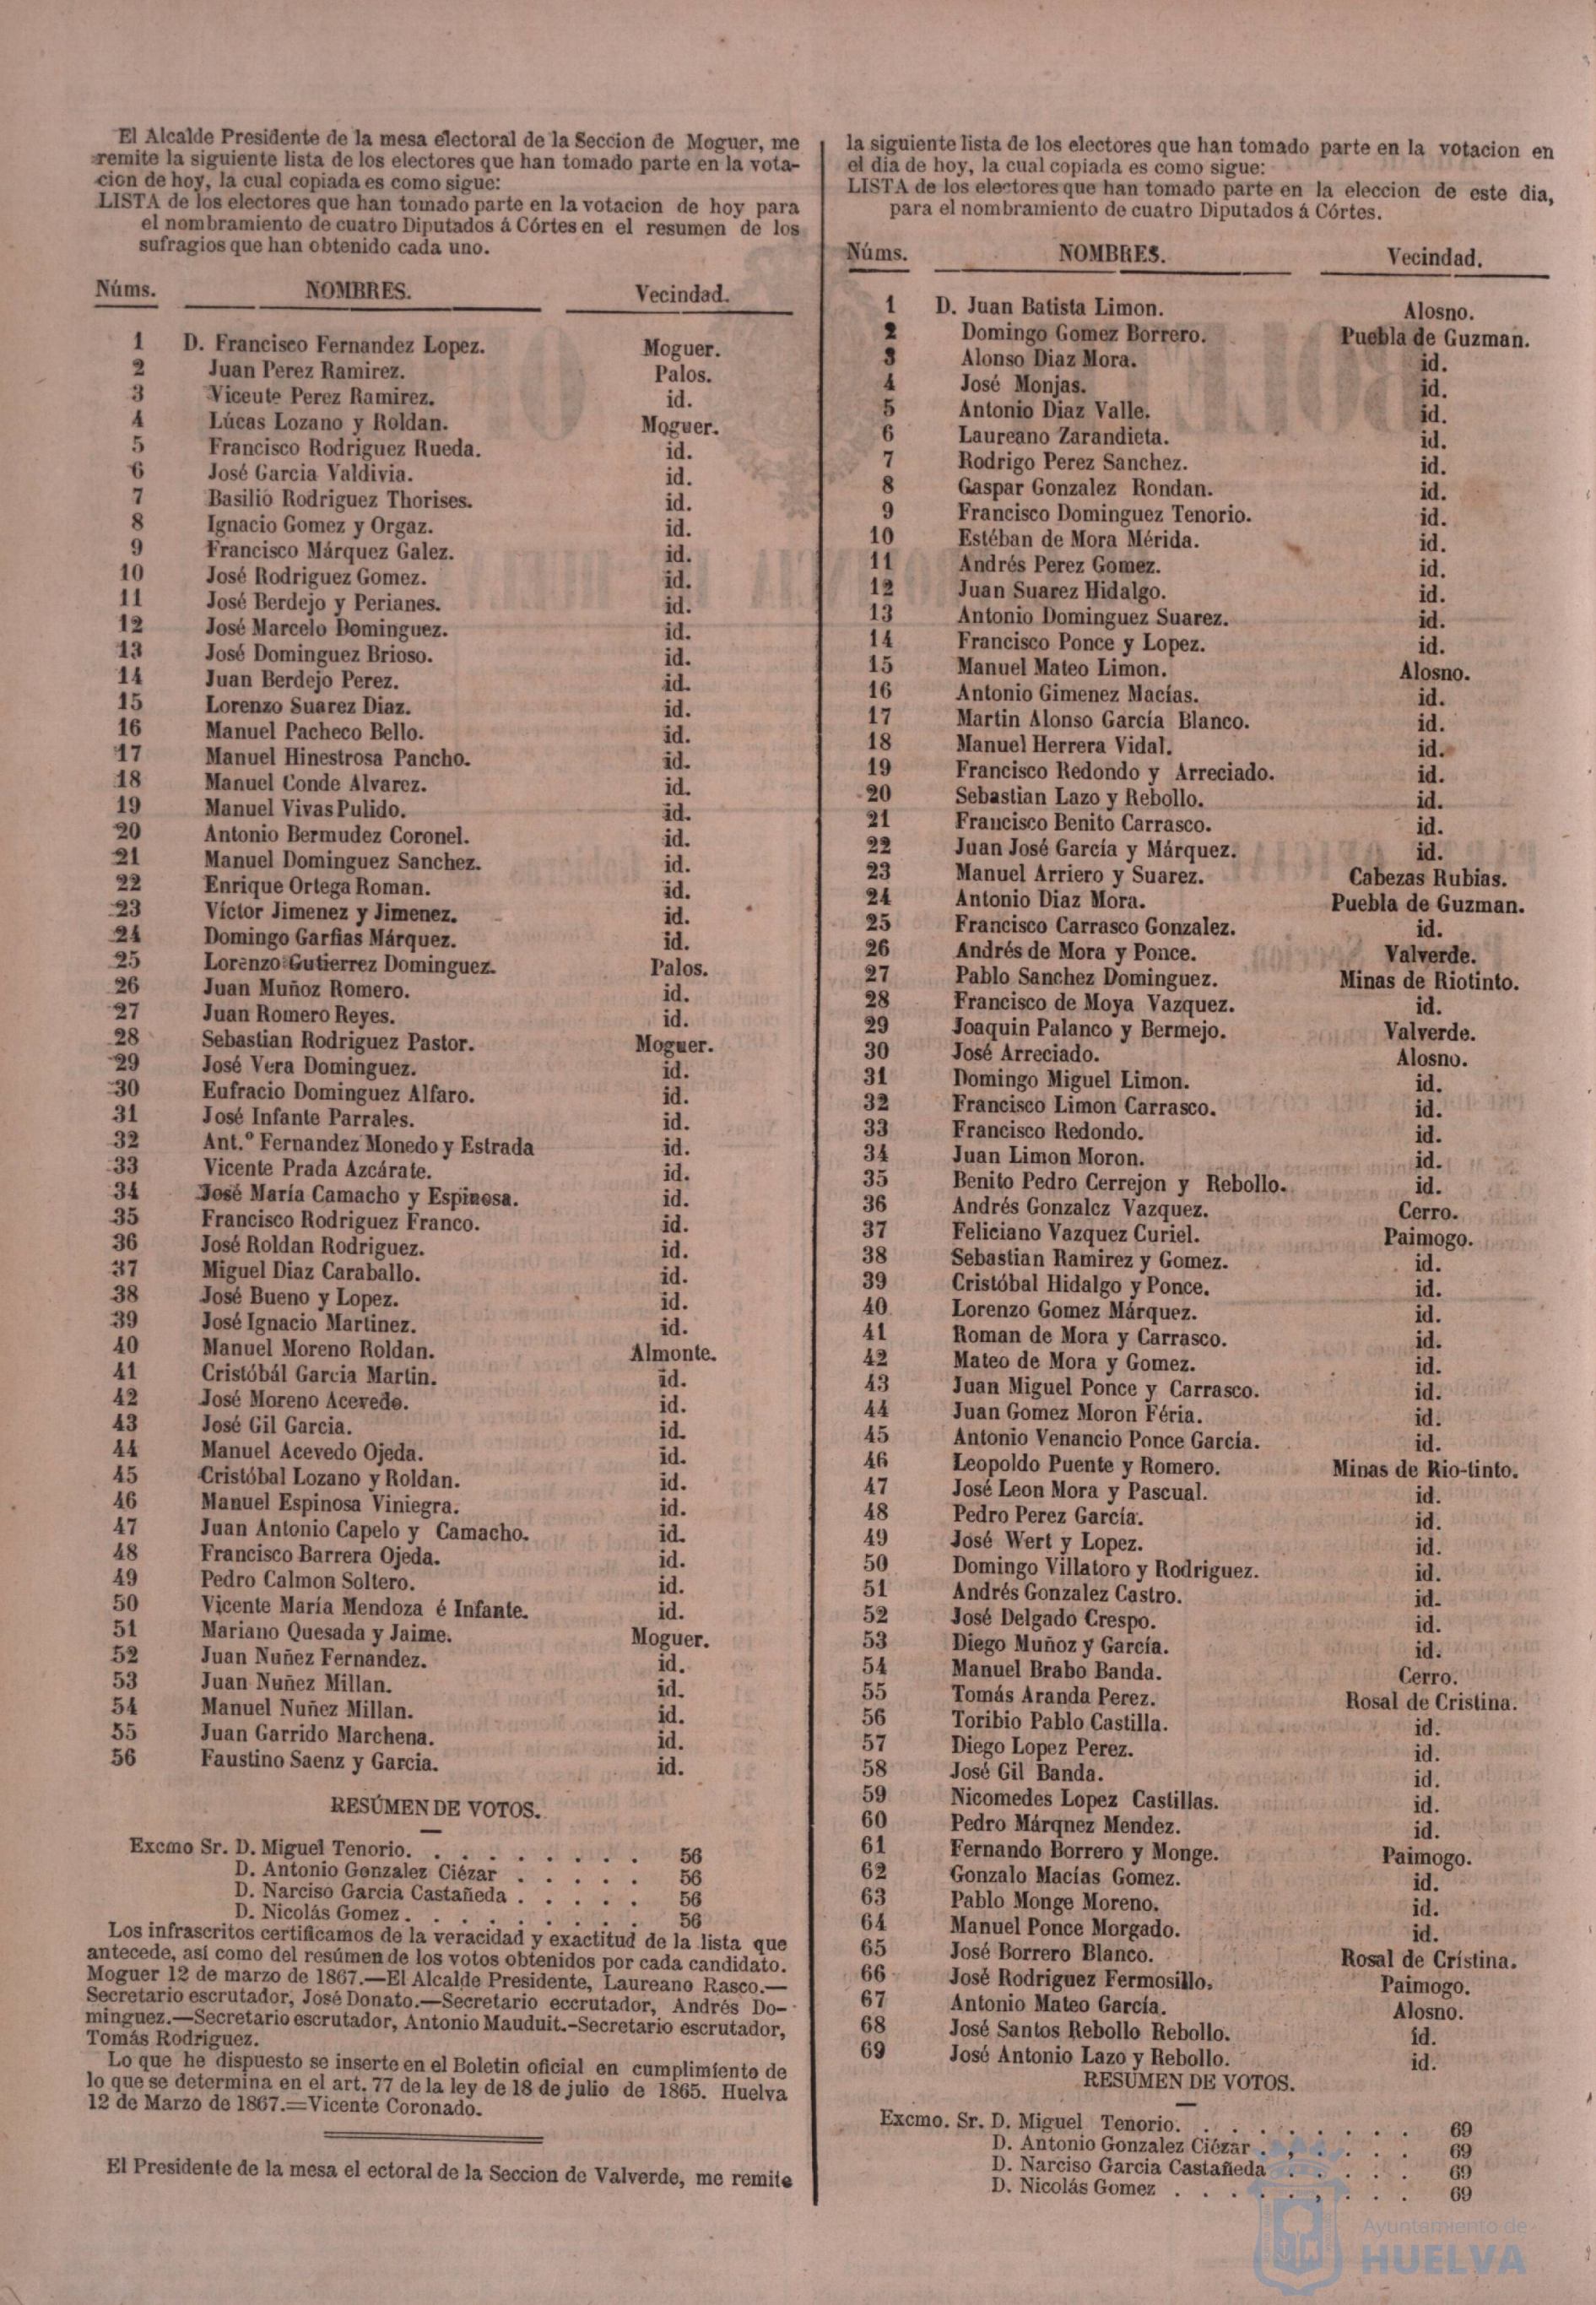 El Alcalde Presidente de la mesa electoral de la Seccion de Moguer, me
remite la siguiente lista de los electores que han tomado parte en la vota-
cion de hoy, la cual copiada es como sigue:
LISTA de los electores que han tomado parte en la votacion de hoy para
el nombramiento de cuatro Diputados á Córtes en el resumen de los
sufragios que han obtenido cada uno.
Núms. NOMBRES. Vecindad.
1 D. Francisco Fernandez Lopez. Moguer.
2 Juan Perez Ramirez. Palos.
3 Viceute Perez Ramirez. id.
4 Lúcas Lozano y Roldan. Moguer.
5 Francisco Rodriguez Rueda. id.
6 José Garcia Valdivia. id.
7 Basilio Rodriguez Thorises. id.
8 Ignacio Gomez y Orgaz. id.
9 Francisco Márquez Galez. id.
10 José Rodriguez Gomez. id.
11 José Berdejo y Perianes. id.
12 José Marcelo Dominguez. id.
13 José Dominguez Brioso. id.
14 Juan Berdejo Perez. id.
15 Lorenzo Suarez Diaz. id.
16 Manuel Pacheco Bello. id.
17 Manuel Hinestrosa Pancho. id.
18 Manuel Conde Alvarez. id.
19 Manuel Vivas Pulido. id.
20 Antonio Bermudez Coronel. id.
21 Manuel Dominguez Sanchez. id.
22 Enrique Ortega Roman. id.
23 Víctor Jimenez y Jimenez. id.
24 Domingo Garfias Márquez. id.
25 Lorenzo Gutierrez Dominguez. Palos.
26 Juan Muñoz Romero. id.
27 Juan Romero Reyes. id.
28 Sebastian Rodriguez Pastor. Moguer.
29 José Vera Dominguez. id.
30 Eufracio Dominguez Alfaro. id.
31 José Infante Parrales. id.
32 Ant.º Fernandez Monedo y Estrada id.
33 Vicente Prada Azcárate. id.
34 José María Camacho y Espinosa. id.
35 Francisco Rodriguez Franco. id.
36 José Roldan Rodriguez. id.
37 Miguel Diaz Caraballo. id.
38 José Bueno y Lopez. id.
39 José Ignacio Martinez. id.
40 Manuel Moreno Roldan. Almonte.
41 Cristóbál Garcia Martin. id.
42 José Moreno Acevedo. id.
43 José Gil Garcia. id.
44 Manuel Acevedo Ojeda. id.
45 Cristóbal Lozano y Roldan. id.
46 Manuel Espinosa Viniegra. id.
47 Juan Antonio Capelo y Camacho. id.
48 Francisco Barrera Ojeda. id.
49 Pedro Calmon Soltero. id.
50 Vicente María Mendoza é Infante. id.
51 Mariano Quesada y Jaime. Moguer.
52 Juan Nuñez Fernandez. id.
53 Juan Nuñez Millan. id.
54 Manuel Nuñez Millan. id.
55 Juan Garrido Marchena. id.
56 Faustino Saenz y Garcia. id.
RESÚMEN DE VOTOS.
Excmo Sr. D. Miguel Tenorio. . . . . . . . . 56
D. Antonio Gonzalez Ciézar . . . . . 56
D. Narciso Garcia Castañeda . . . . . 56
D. Nicolás Gomez . . . . . . . . 56
Los infrascritos certificamos de la veracidad y exactitud de la lista que
antecede, así como del resúmen de los votos obtenidos por cada candidato.
Moguer 12 de marzo de 1867.—El Alcalde Presidente, Laureano Rasco.—
Secretario escrutador, José Donato.—Secretario eccrutador, Andrés Do-
minguez.—Secretario escrutador, Antonio Mauduit.-Secretario escrutador,
Tomás Rodriguez.
Lo que he dispuesto se inserte en el Boletin oficial en cumplimiento de
lo que se determina en el art. 77 de la ley de 18 de julio de 1865. Huelva
12 de Marzo de 1867.=Vicente Coronado.
El Presidente de la mesa el ectoral de la Seccion de Valverde, me remite
la siguiente lista de los electores que han tomado parte en la votacion en
el dia de hoy, la cual copiada es como sigue:
LISTA de los electores que han tomado parte en la eleccion de este dia,
para el nombramiento de cuatro Diputados á Córtes.
Núms. NOMBRES. Vecindad.
1 D. Juan Batista Limon. Alosno.
2 Domingo Gomez Borrero. Puebla de Guzman.
3 Alonso Diaz Mora. id.
4 José Monjas. id.
5 Antonio Diaz Valle. id.
6 Laureano Zarandieta. id.
7 Rodrigo Perez Sanchez. id.
8 Gaspar Gonzalez Rondan. id.
9 Francisco Dominguez Tenorio. id.
10 Estéban de Mora Mérida. id.
11 Andrés Perez Gomez. id.
12 Juan Suarez Hidalgo. id.
13 Antonio Dominguez Suarez. id.
14 Francisco Ponce y Lopez. id.
15 Manuel Mateo Limon. Alosno.
16 Antonio Gimenez Macías. id.
17 Martin Alonso García Blanco. id.
18 Manuel Herrera Vidal. id.
19 Francisco Redondo y Arreciado. id.
20 Sebastian Lazo y Rebollo. id.
21 Francisco Benito Carrasco. id.
22 Juan José García y Márquez. id.
23 Manuel Arriero y Suarez. Cabezas Rubias.
24 Antonio Diaz Mora. Puebla de Guzman.
25 Francisco Carrasco Gonzalez. id.
26 Andrés de Mora y Ponce. Valverde.
27 Pablo Sanchez Dominguez. Minas de Riotinto.
28 Francisco de Moya Vazquez. id.
29 Joaquin Palanco y Bermejo. Valverde.
30 José Arreciado. Alosno.
31 Domingo Miguel Limon. id.
32 Francisco Limon Carrasco. id.
33 Francisco Redondo. id.
34 Juan Limon Moron. id.
35 Benito Pedro Cerrejon y Rebollo. id.
36 Andrés Gonzalez Vazquez. Cerro.
37 Feliciano Vazquez Curiel. Paimogo.
38 Sebastian Ramirez y Gomez. id.
39 Cristóbal Hidalgo y Ponce. id.
40 Lorenzo Gomez Márquez. id.
41 Roman de Mora y Carrasco. id.
42 Mateo de Mora y Gomez. id.
43 Juan Miguel Ponce y Carrasco. id.
44 Juan Gomez Moron Féria. id.
45 Antonio Venancio Ponce García. id.
46 Leopoldo Puente y Romero. Minas de Rio-tinto.
47 José Leon Mora y Pascual. id.
48 Pedro Perez García. id.
49 José Wert y Lopez. id.
50 Domingo Villatoro y Rodriguez. id.
51 Andrés Gonzalez Castro. id.
52 José Delgado Crespo. id.
53 Diego Muñoz y García. id.
54 Manuel Brabo Banda. Cerro.
55 Tomás Aranda Perez. Rosal de Cristina.
56 Toribio Pablo Castilla. id.
57 Diego Lopez Perez. id.
58 José Gil Banda. id.
59 Nicomedes Lopez Castillas. id.
60 Pedro Márqnez Mendez. id.
61 Fernando Borrero y Monge. Paimogo.
62 Gonzalo Macías Gomez. id.
63 Pablo Monge Moreno. id.
64 Manuel Ponce Morgado. id.
65 José Borrero Blanco. Rosal de Crístina.
66 José Rodriguez Fermosillo. Paimogo.
67 Antonio Mateo García. Alosno.
68 José Santos Rebollo Rebollo. íd.
69 José Antonio Lazo y Rebollo. id.
RESUMEN DE VOTOS.
Excmo. Sr. D. Miguel Tenorio. . . . . . . . . 69
D. Antonio Gonzalez Ciézar . , . . . . 69
D. Narciso Garcia Castañeda . . . . . 69
D. Nicolás Gomez . . . . . , . . . 69
Ayuntamiento de
HUELVA